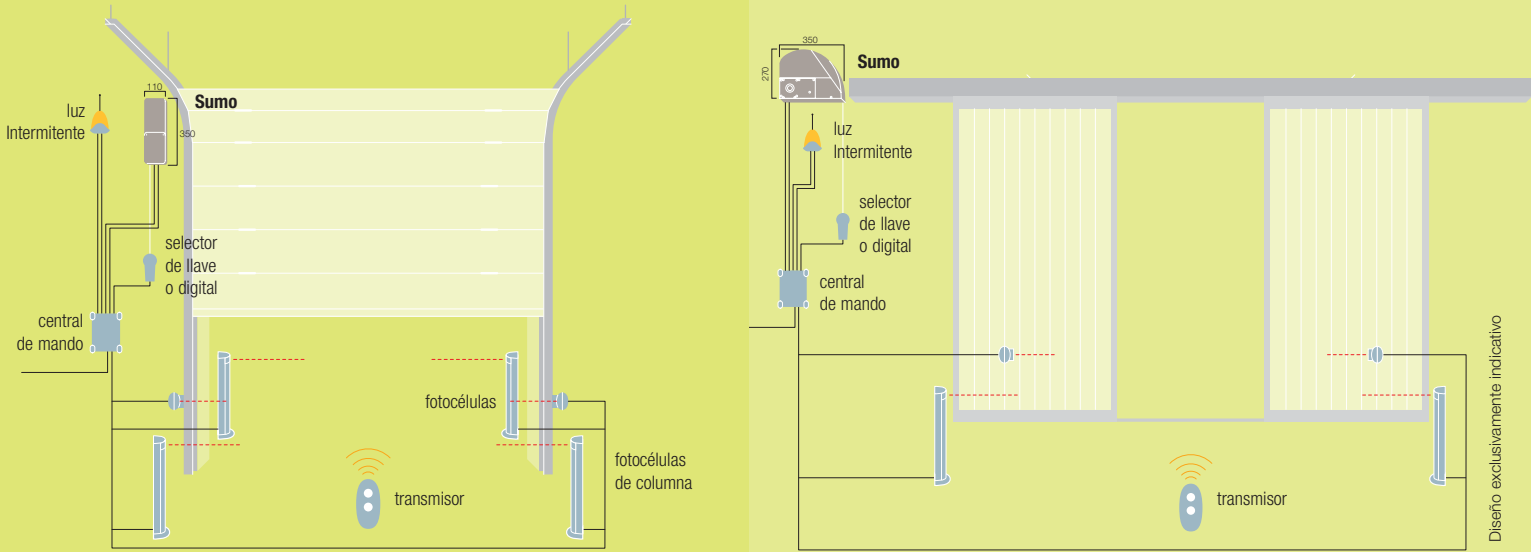 110
Sumo
350
luz
Intermitente
selector
de llave
o digital
central
de mando
fotocélulas
fotocélulas
de columna
transmisor
350
270
Sumo
luz
Intermitente
selector
de llave
o digital
central
de mando
transmisor
Diseño exclusivamente indicativo